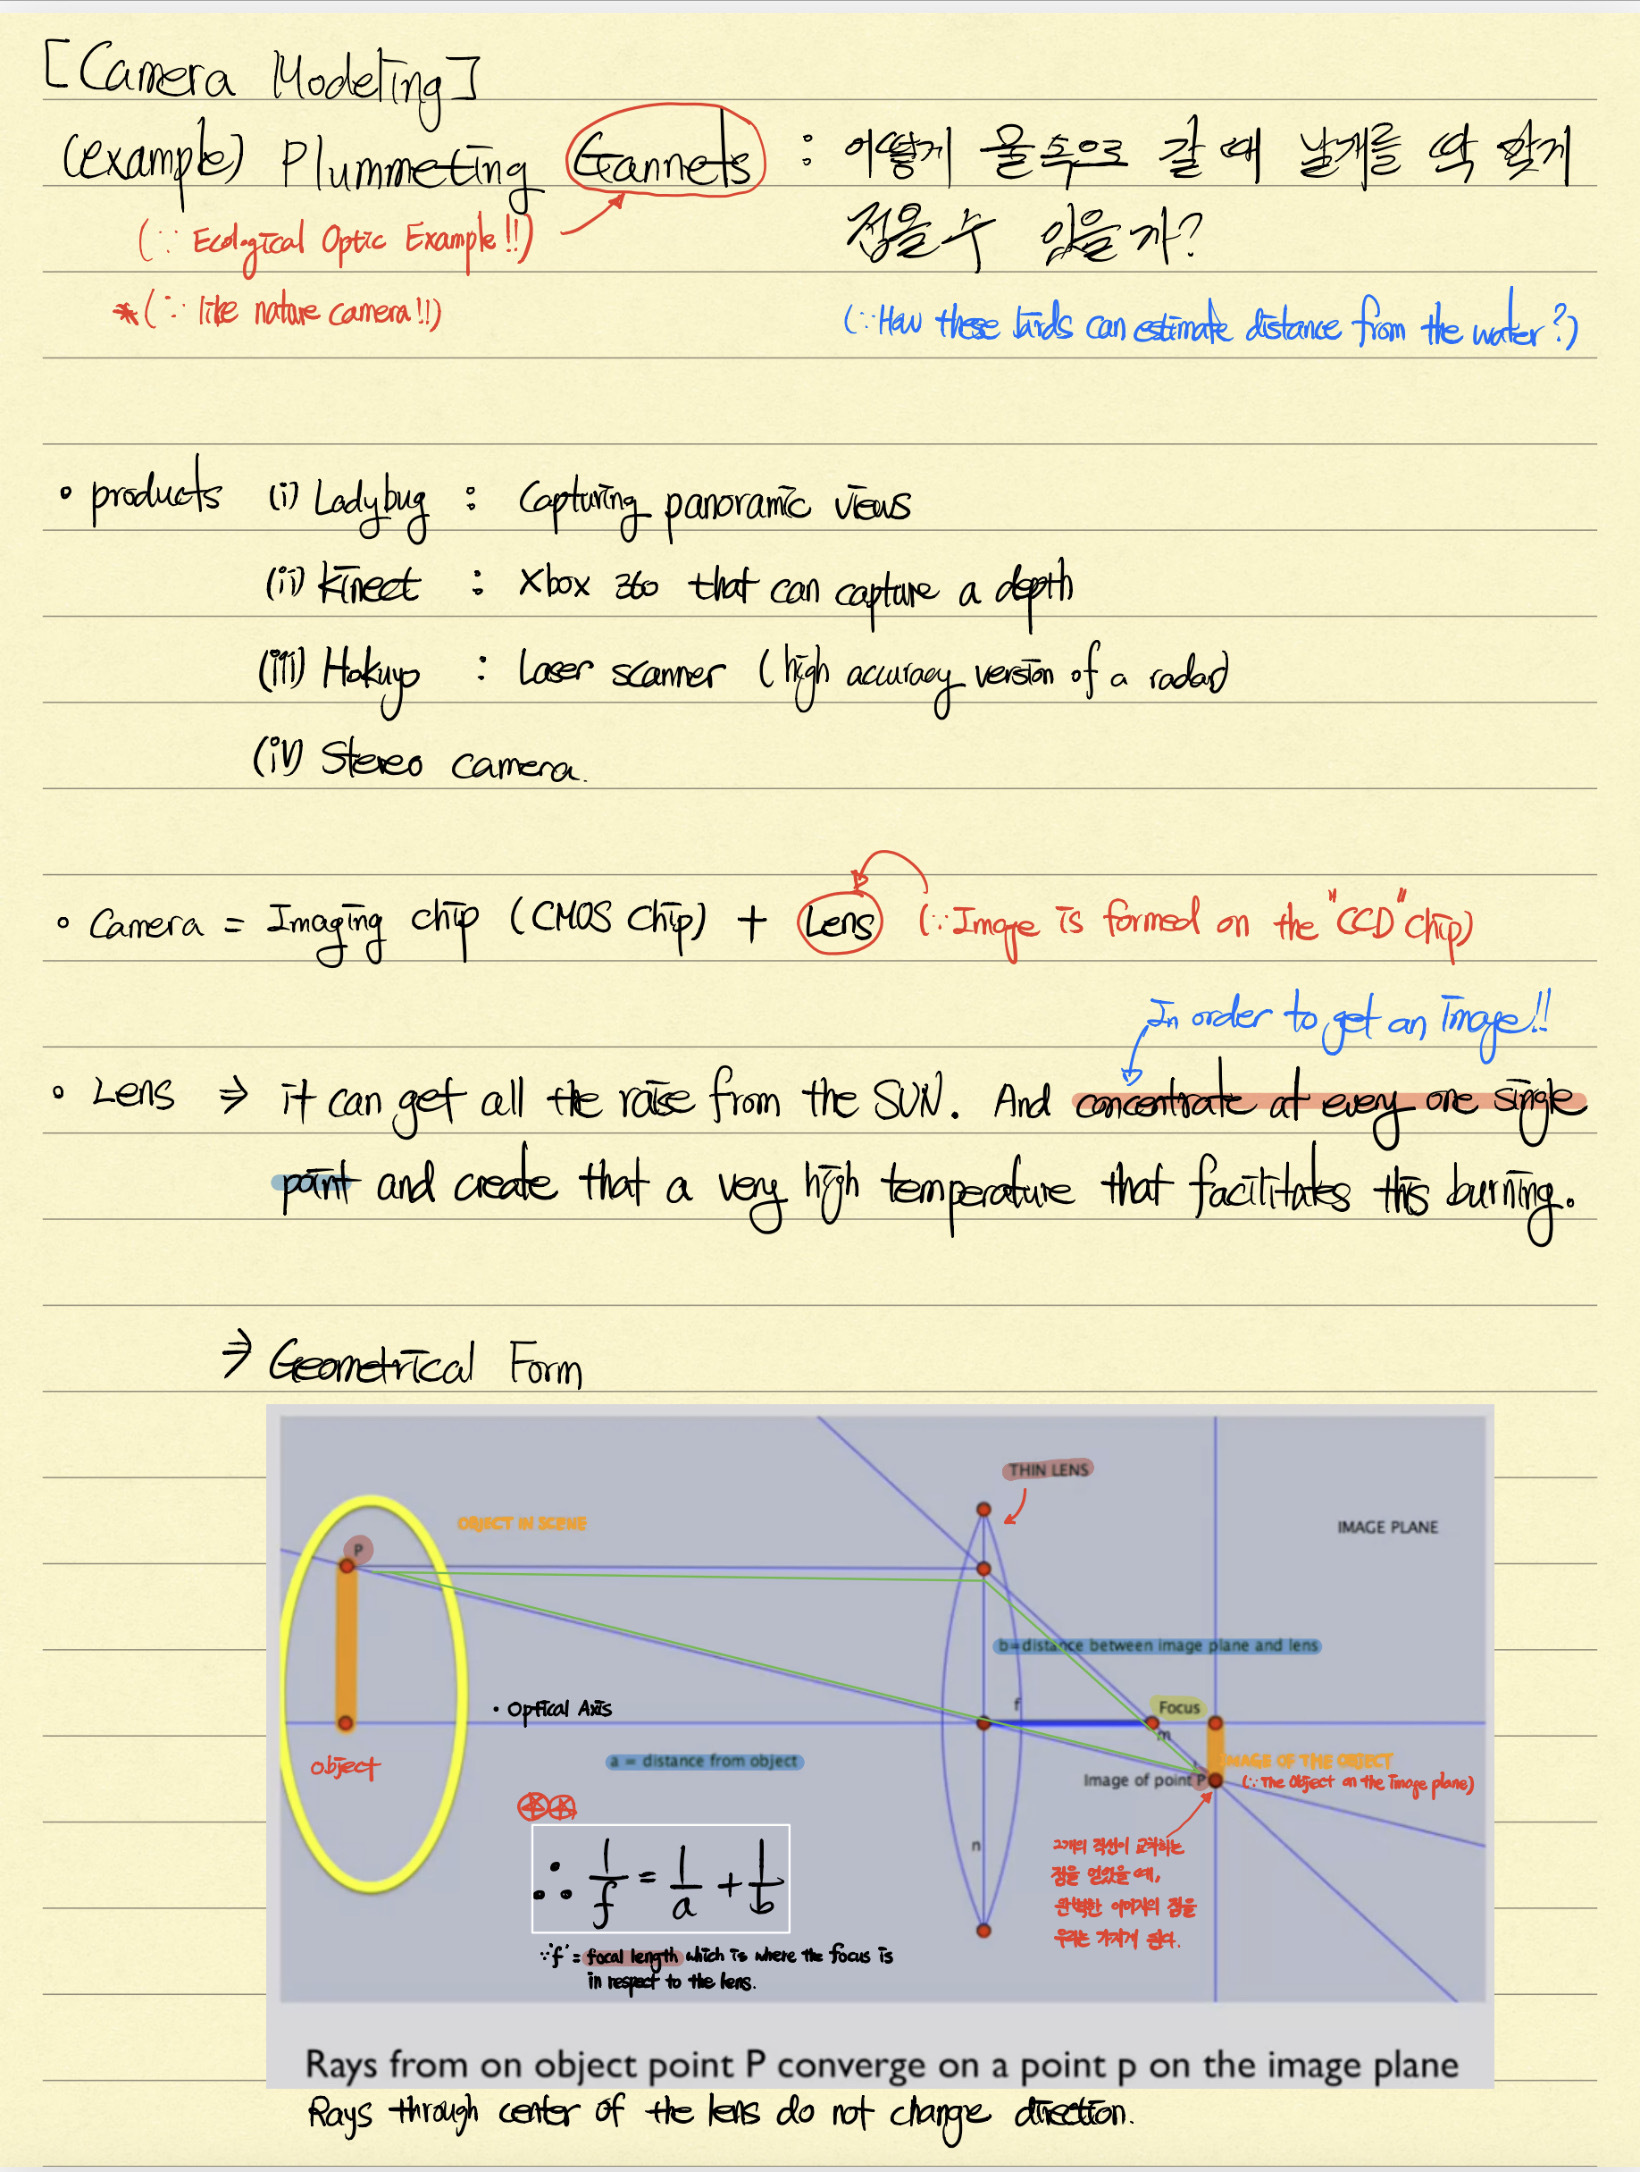 [Camera Modeling]
(example) Plummeting Gannets : 어떻게 물 속으로 갈 때 날개를 딱 맞게
접을 수 있을까?
(∵ Ecological Optic Example!!)
*(∵ like nature camera!!)
(∵How these birds can estimate distance from the water?)
• products (i) Ladybug : Capturing panoramic views
(ii) Kinect : Xbox 360 that can capture a depth
(iii) Hokuyo : Laser scanner (high accuracy version of a radar)
(iv) Stereo camera.
• Camera = Imaging chip (CMOS Chip) + Lens (∵Image is formed on the "CCD" chip)
In order to get an image!!
• Lens ⇒ it can get all the raise from the SUN. And concentrate at every one single
point and create that a very high temperature that facilitates this burning.
⇒ Geometrical Form
THIN LENS
OBJECT IN SCENE
IMAGE PLANE
P
b=distance between image plane and lens
f
Focus
• Optical Axis
m
object
a = distance from object
IMAGE OF THE OBJECT
Image of point P
(∵The object on the image plane)
∴ 1/f = 1/a + 1/b
n
2개의 직선이 교차하는
점을 얻었을 때,
완벽한 이미지의 점을
우리는 가지게 된다.
∵'f' = focal length which is where the focus is
in respect to the lens.
Rays from on object point P converge on a point p on the image plane
Rays through center of the lens do not change direction.